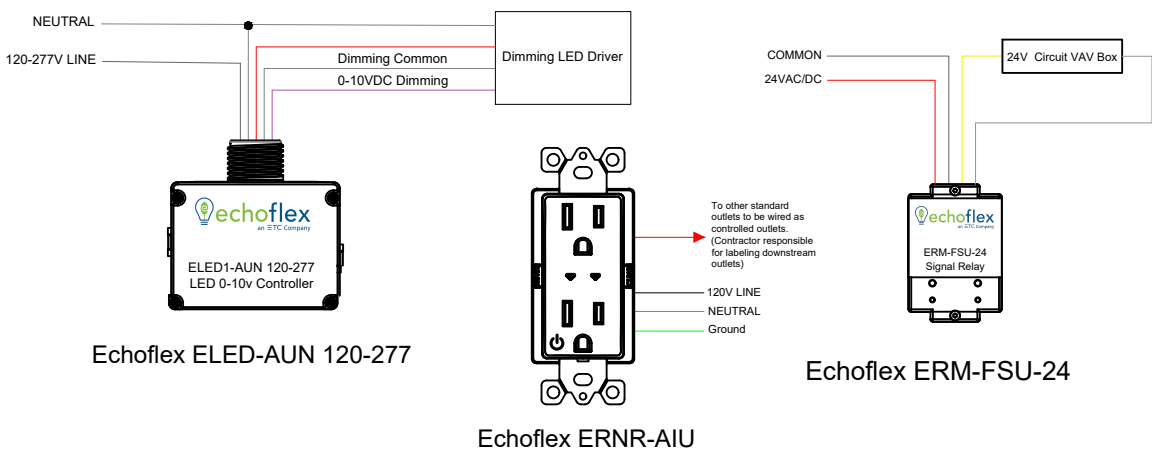 NEUTRAL
120-277V LINE
Dimming Common
0-10VDC Dimming
Dimming LED Driver
echoflex
an ETC Company
ELED1-AUN 120-277
LED 0-10v Controller
Echoflex ELED-AUN 120-277
To other standard
outlets to be wired as
controlled outlets.
(Contractor responsible
for labeling downstream
outlets)
120V LINE
NEUTRAL
Ground
Echoflex ERNR-AIU
COMMON
24VAC/DC
24V Circuit VAV Box
echoflex
an ETC Company
ERM-FSU-24
Signal Relay
Echoflex ERM-FSU-24